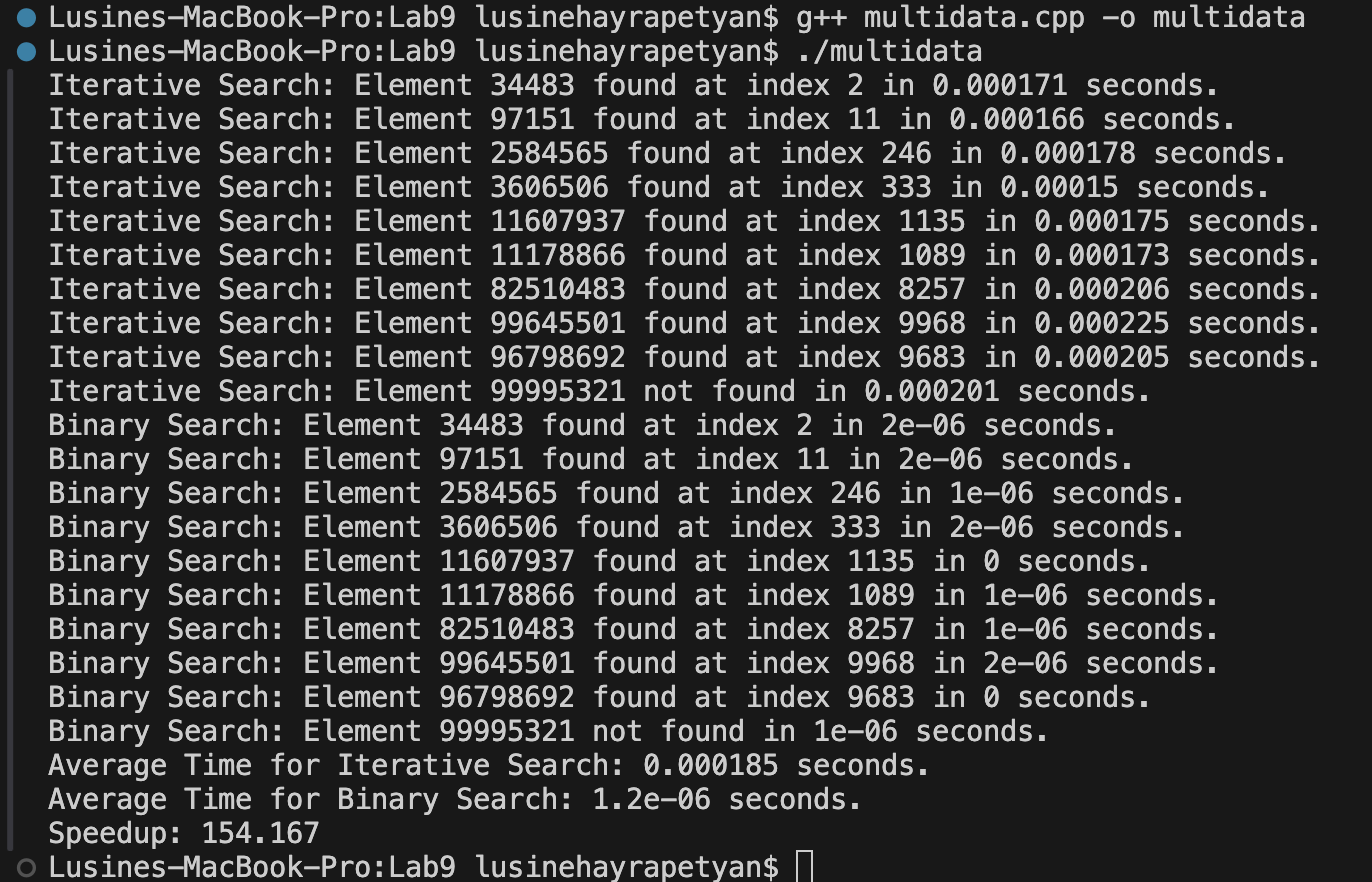 Lusines-MacBook-Pro:Lab9 lusinehayrapetyan$ g++ multidata.cpp -o multidata
Lusines-MacBook-Pro:Lab9 lusinehayrapetyan$ ./multidata
Iterative Search: Element 34483 found at index 2 in 0.000171 seconds.
Iterative Search: Element 97151 found at index 11 in 0.000166 seconds.
Iterative Search: Element 2584565 found at index 246 in 0.000178 seconds.
Iterative Search: Element 3606506 found at index 333 in 0.00015 seconds.
Iterative Search: Element 11607937 found at index 1135 in 0.000175 seconds.
Iterative Search: Element 11178866 found at index 1089 in 0.000173 seconds.
Iterative Search: Element 82510483 found at index 8257 in 0.000206 seconds.
Iterative Search: Element 99645501 found at index 9968 in 0.000225 seconds.
Iterative Search: Element 96798692 found at index 9683 in 0.000205 seconds.
Iterative Search: Element 99995321 not found in 0.000201 seconds.
Binary Search: Element 34483 found at index 2 in 2e-06 seconds.
Binary Search: Element 97151 found at index 11 in 2e-06 seconds.
Binary Search: Element 2584565 found at index 246 in 1e-06 seconds.
Binary Search: Element 3606506 found at index 333 in 2e-06 seconds.
Binary Search: Element 11607937 found at index 1135 in 0 seconds.
Binary Search: Element 11178866 found at index 1089 in 1e-06 seconds.
Binary Search: Element 82510483 found at index 8257 in 1e-06 seconds.
Binary Search: Element 99645501 found at index 9968 in 2e-06 seconds.
Binary Search: Element 96798692 found at index 9683 in 0 seconds.
Binary Search: Element 99995321 not found in 1e-06 seconds.
Average Time for Iterative Search: 0.000185 seconds.
Average Time for Binary Search: 1.2e-06 seconds.
Speedup: 154.167
Lusines-MacBook-Pro:Lab9 lusinehayrapetyan$